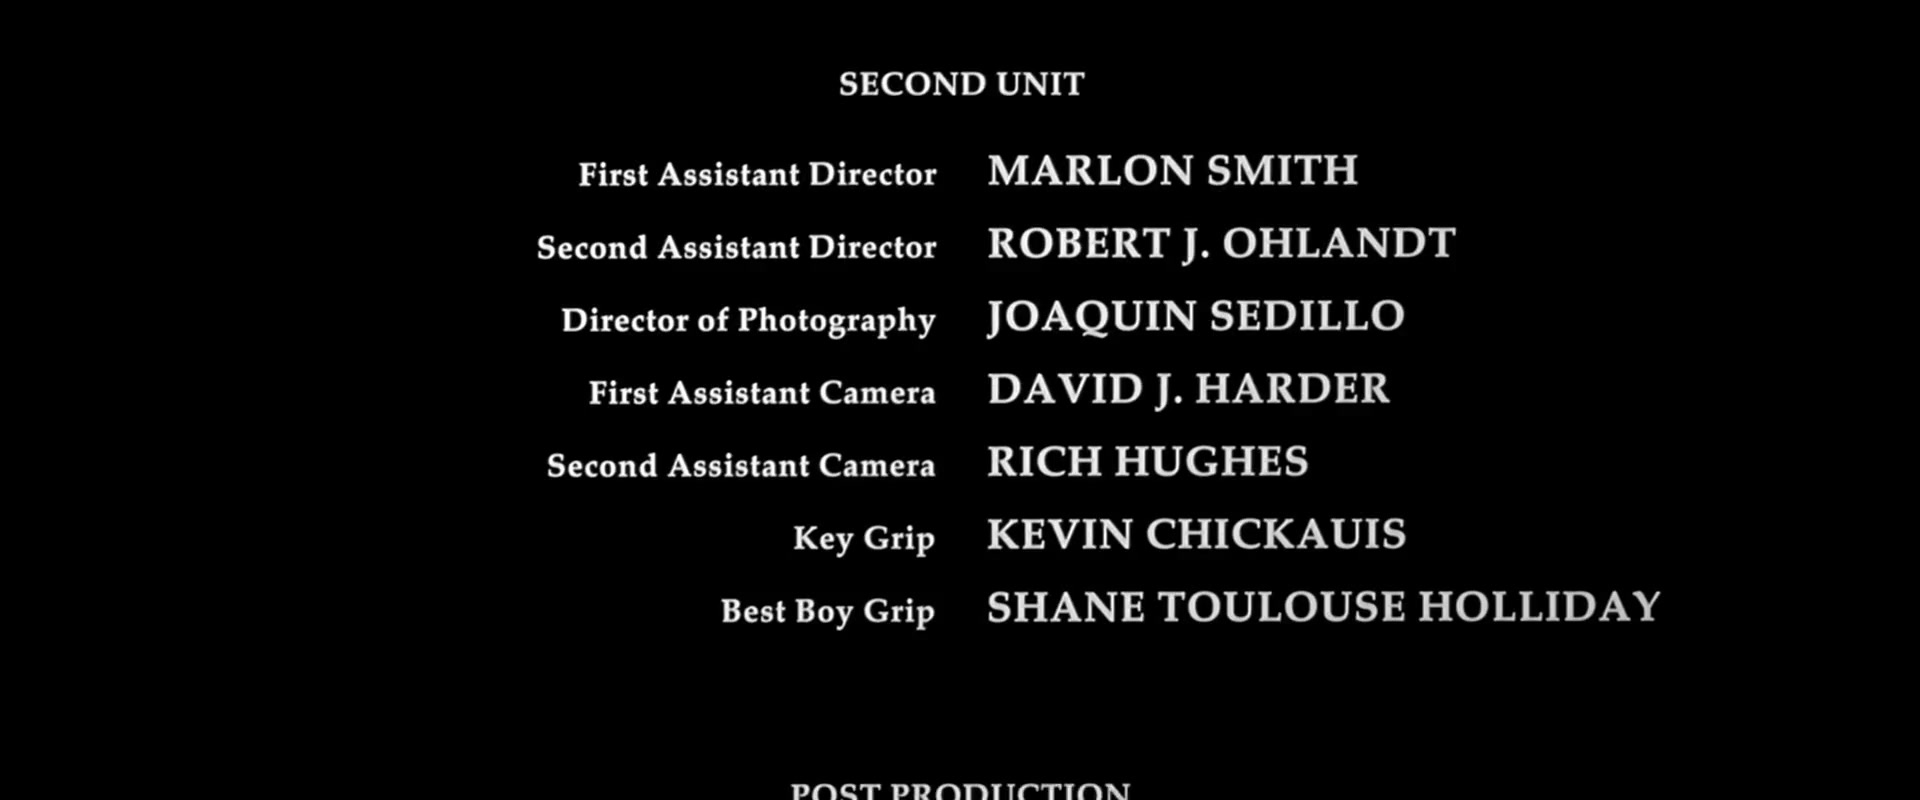 SECOND UNIT
First Assistant Director MARLON SMITH
Second Assistant Director ROBERT J. OHLANDT
Director of Photography JOAQUIN SEDILLO
First Assistant Camera DAVID J. HARDER
Second Assistant Camera RICH HUGHES
Key Grip KEVIN CHICKAUIS
Best Boy Grip SHANE TOULOUSE HOLLIDAY
POST PRODUCTION